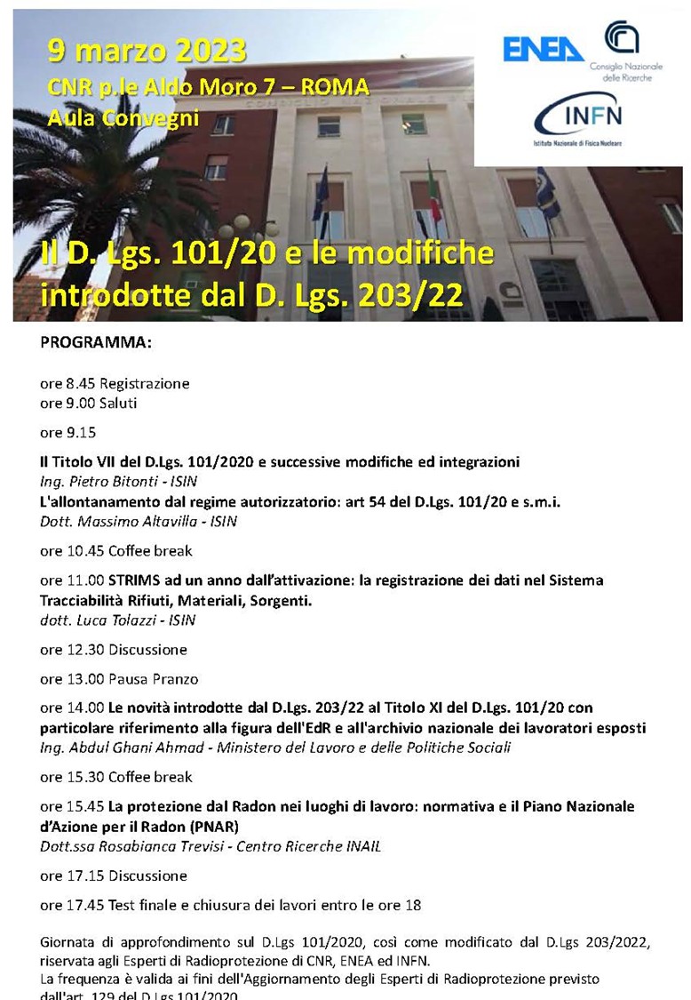 9 marzo 2023
CNR p.le Aldo Moro 7 – ROMA
Aula Convegni
ENEA
Consiglio Nazionale
delle Ricerche
INFN
Istituto Nazionale di Fisica Nucleare
Il D. Lgs. 101/20 e le modifiche
introdotte dal D. Lgs. 203/22
PROGRAMMA:
ore 8.45 Registrazione
ore 9.00 Saluti
ore 9.15
Il Titolo VII del D.Lgs. 101/2020 e successive modifiche ed integrazioni
Ing. Pietro Bitonti - ISIN
L'allontanamento dal regime autorizzatorio: art 54 del D.Lgs. 101/20 e s.m.i.
Dott. Massimo Altavilla - ISIN
ore 10.45 Coffee break
ore 11.00 STRIMS ad un anno dall’attivazione: la registrazione dei dati nel Sistema
Tracciabilità Rifiuti, Materiali, Sorgenti.
dott. Luca Tolazzi - ISIN
ore 12.30 Discussione
ore 13.00 Pausa Pranzo
ore 14.00 Le novità introdotte dal D.Lgs. 203/22 al Titolo XI del D.Lgs. 101/20 con
particolare riferimento alla figura dell'EdR e all'archivio nazionale dei lavoratori esposti
Ing. Abdul Ghani Ahmad - Ministero del Lavoro e delle Politiche Sociali
ore 15.30 Coffee break
ore 15.45 La protezione dal Radon nei luoghi di lavoro: normativa e il Piano Nazionale
d’Azione per il Radon (PNAR)
Dott.ssa Rosabianca Trevisi - Centro Ricerche INAIL
ore 17.15 Discussione
ore 17.45 Test finale e chiusura dei lavori entro le ore 18
Giornata di approfondimento sul D.Lgs 101/2020, così come modificato dal D.Lgs 203/2022,
riservata agli Esperti di Radioprotezione di CNR, ENEA ed INFN.
La frequenza è valida ai fini dell'Aggiornamento degli Esperti di Radioprotezione previsto
dall'art. 129 del D.Lgs 101/2020